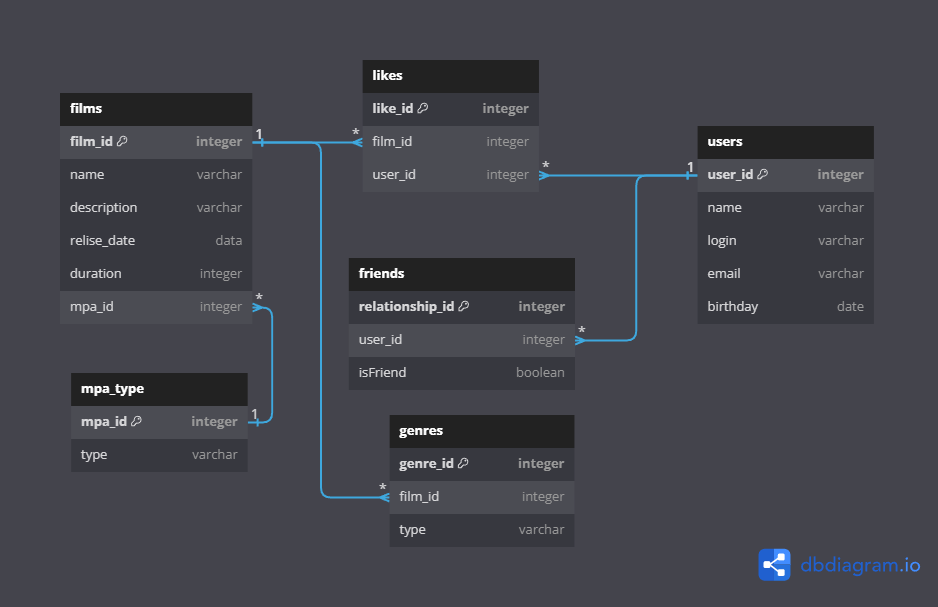 films
film_id integer
name varchar
description varchar
relise_date data
duration integer
mpa_id integer
1
*
mpa_type
mpa_id integer
type varchar
1
likes
like_id integer
film_id integer
user_id integer
*
*
friends
relationship_id integer
user_id integer
isFriend boolean
*
genres
genre_id integer
film_id integer
type varchar
*
users
user_id integer
name varchar
login varchar
email varchar
birthday date
1
dbdiagram.io